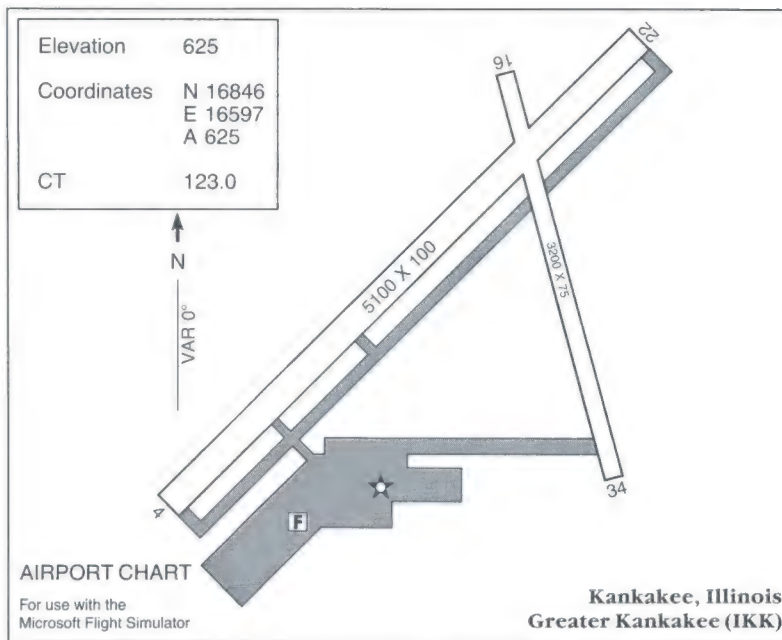 Elevation 625
Coordinates N 16846
E 16597
A 625
CT 123.0
N
VAR 0°
22
16
5100 X 100
3200 X 75
4
34
F
AIRPORT CHART
For use with the
Microsoft Flight Simulator
Kankakee, Illinois
Greater Kankakee (IKK)